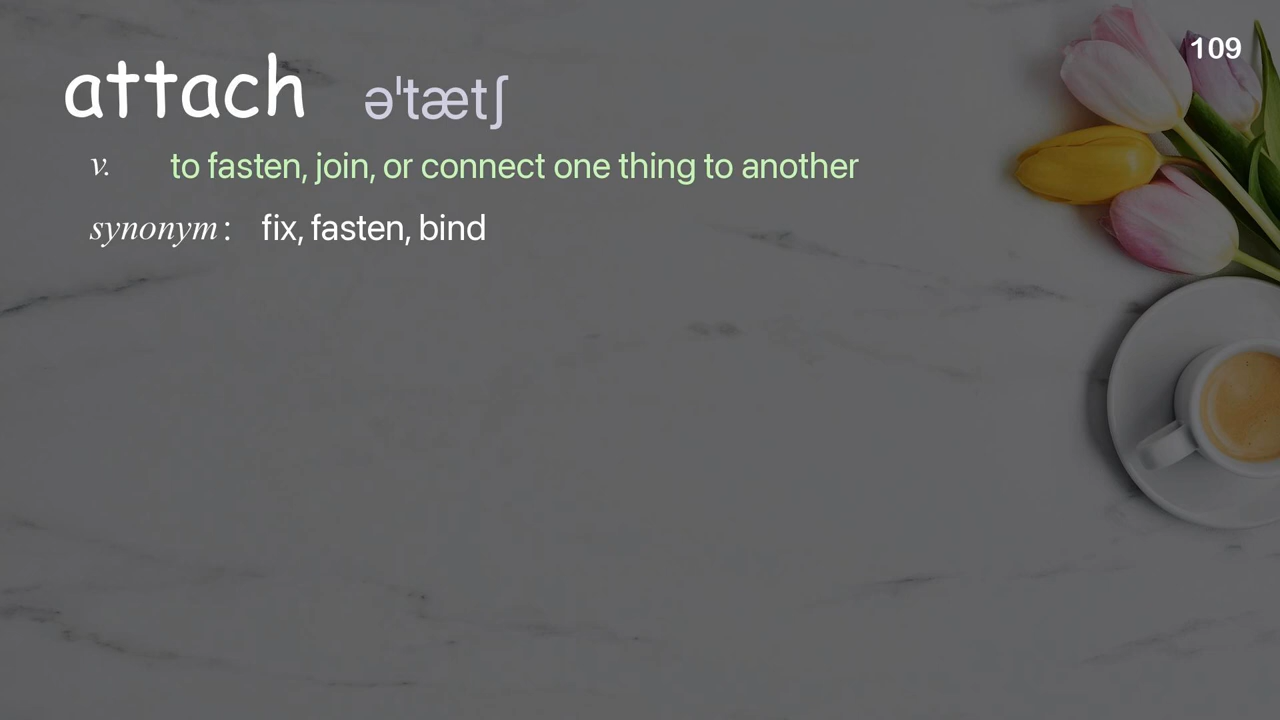 109
attach əˈtætʃ
v. to fasten, join, or connect one thing to another
synonym : fix, fasten, bind